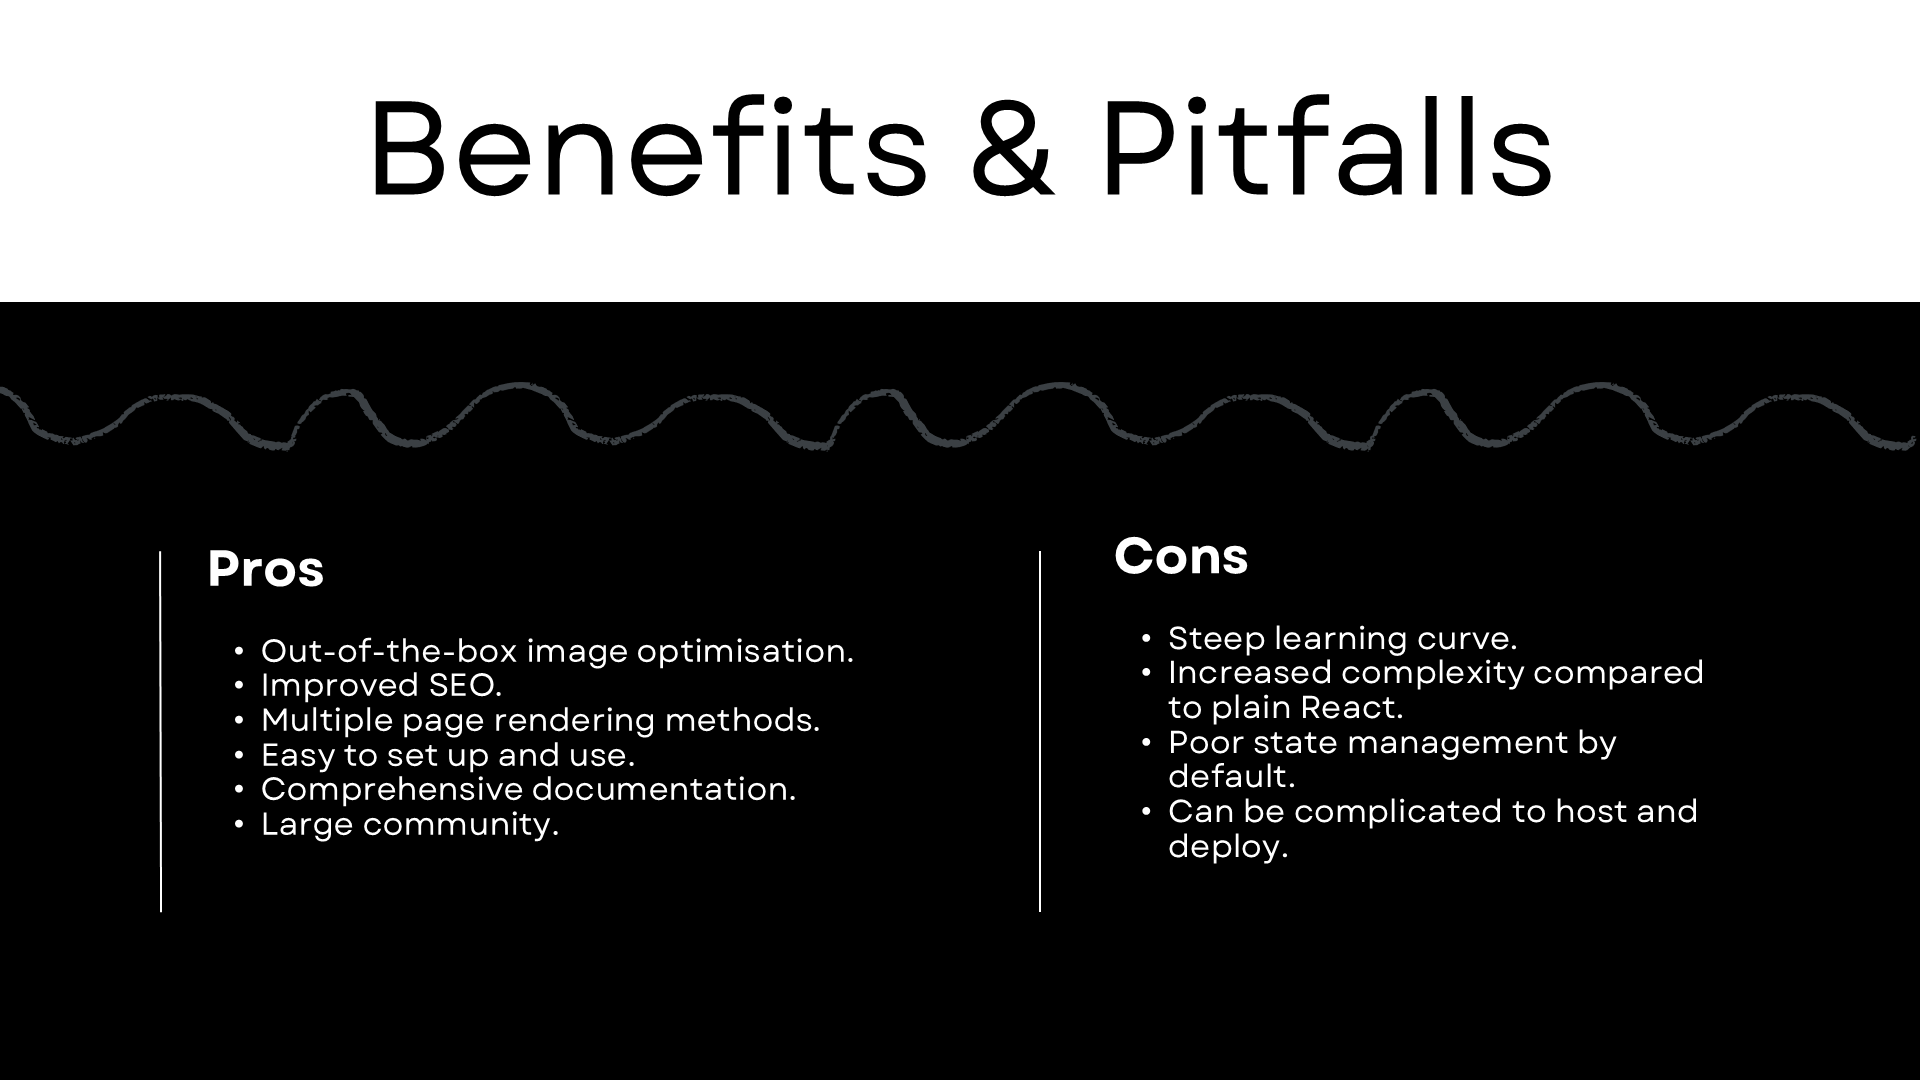 Benefits & Pitfalls
Pros
• Out-of-the-box image optimisation.
• Improved SEO.
• Multiple page rendering methods.
• Easy to set up and use.
• Comprehensive documentation.
• Large community.
Cons
• Steep learning curve.
• Increased complexity compared
to plain React.
• Poor state management by
default.
• Can be complicated to host and
deploy.